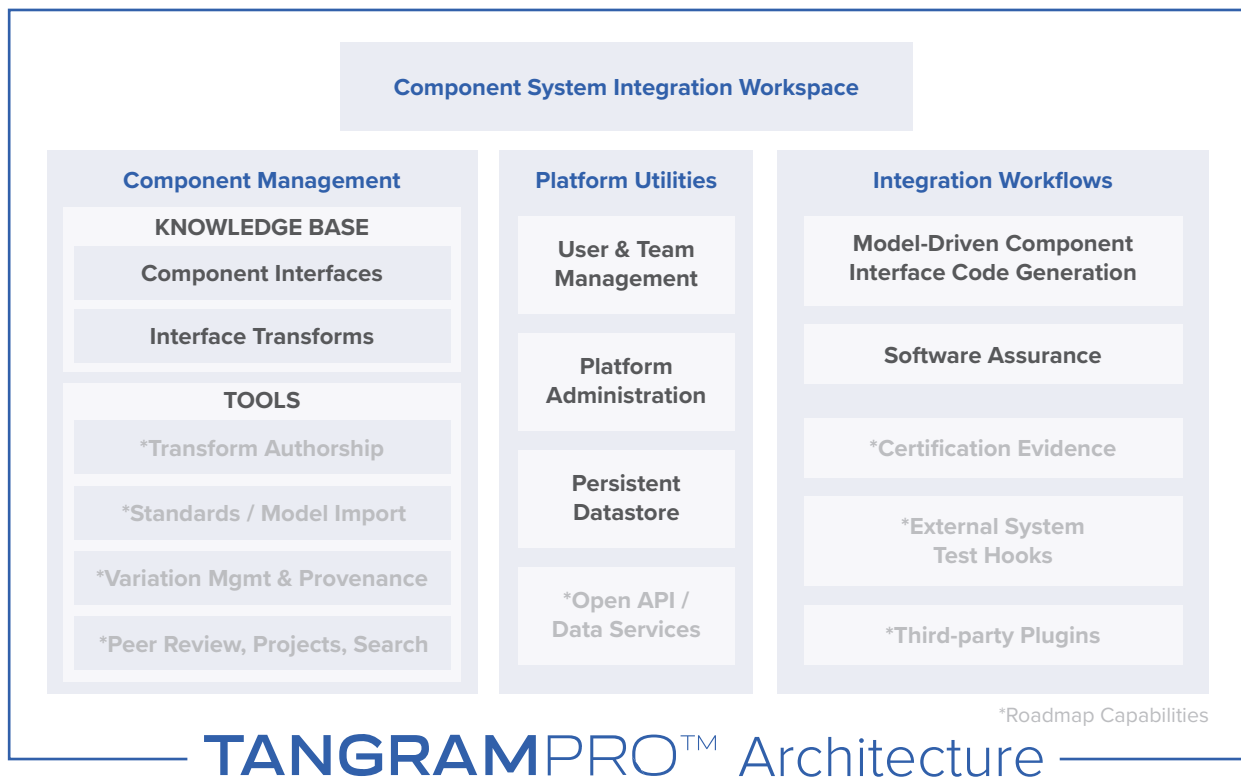 Component System Integration Workspace
Component Management
KNOWLEDGE BASE
Component Interfaces
Interface Transforms
TOOLS
*Transform Authorship
*Standards / Model Import
*Variation Mgmt & Provenance
*Peer Review, Projects, Search
Platform Utilities
User & Team
Management
Platform
Administration
Persistent
Datastore
*Open API /
Data Services
Integration Workflows
Model-Driven Component
Interface Code Generation
Software Assurance
*Certification Evidence
*External System
Test Hooks
*Third-party Plugins
*Roadmap Capabilities
TANGRAMPRO™ Architecture